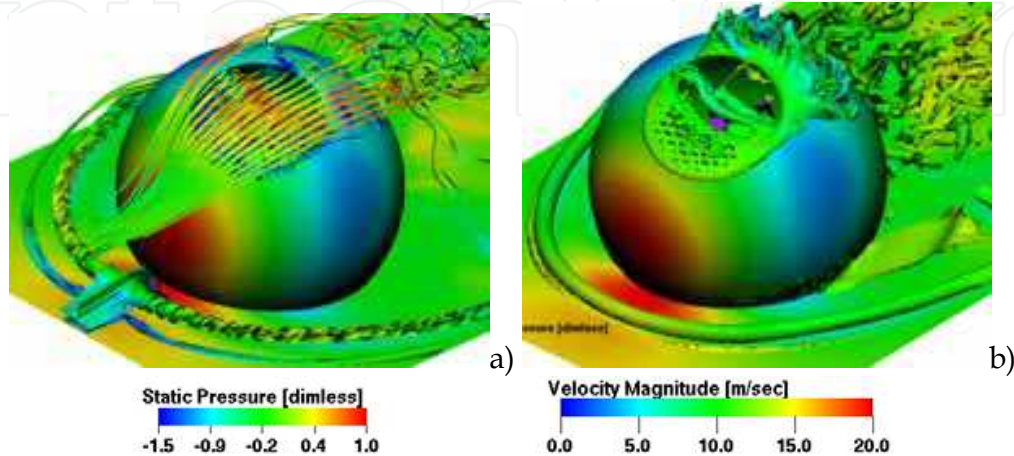 a)
b)
[dimless]
Static Pressure [dimless]
-1.5 -0.9 -0.2 0.4 1.0
Velocity Magnitude [m/sec]
0.0 5.0 10.0 15.0 20.0